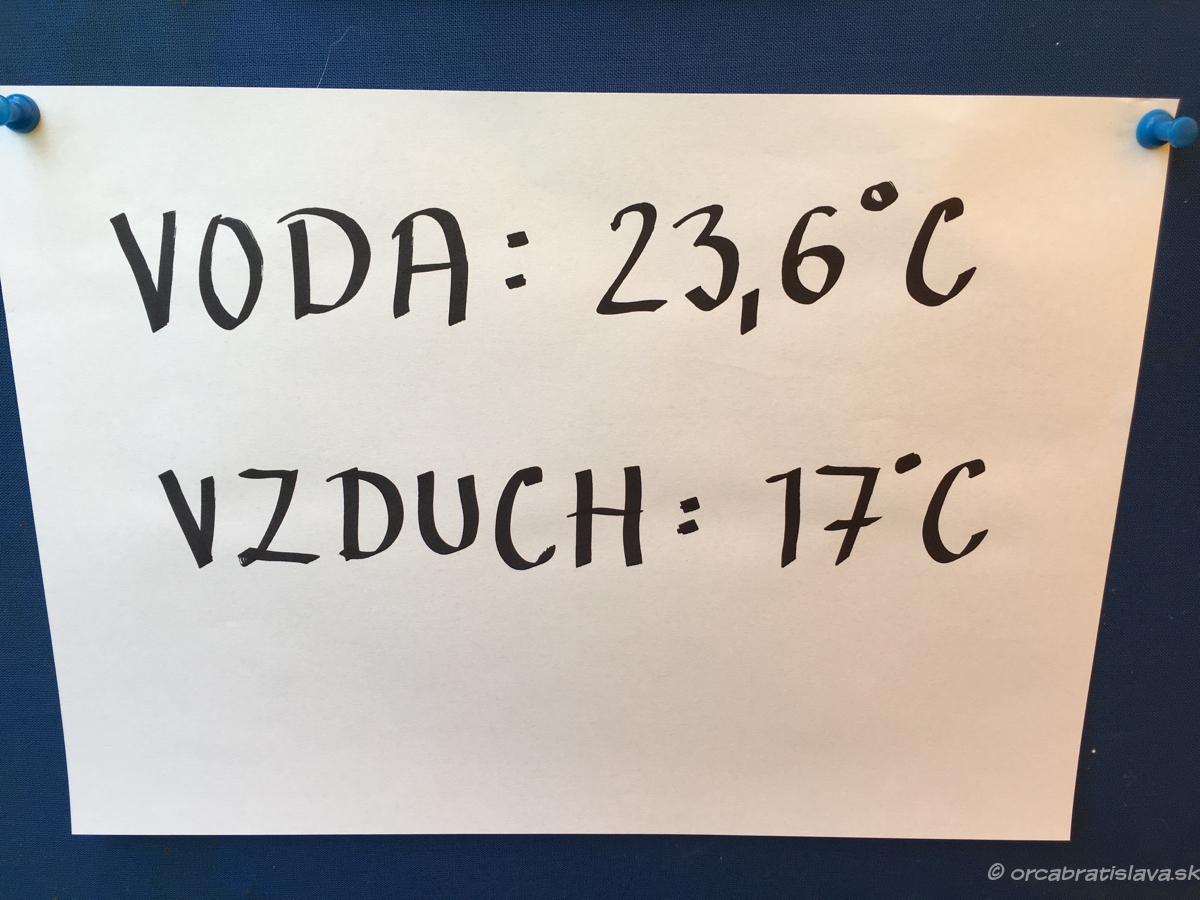 VODA: 23,6°C
VZDUCH: 17°C
© orcabratislava.sk